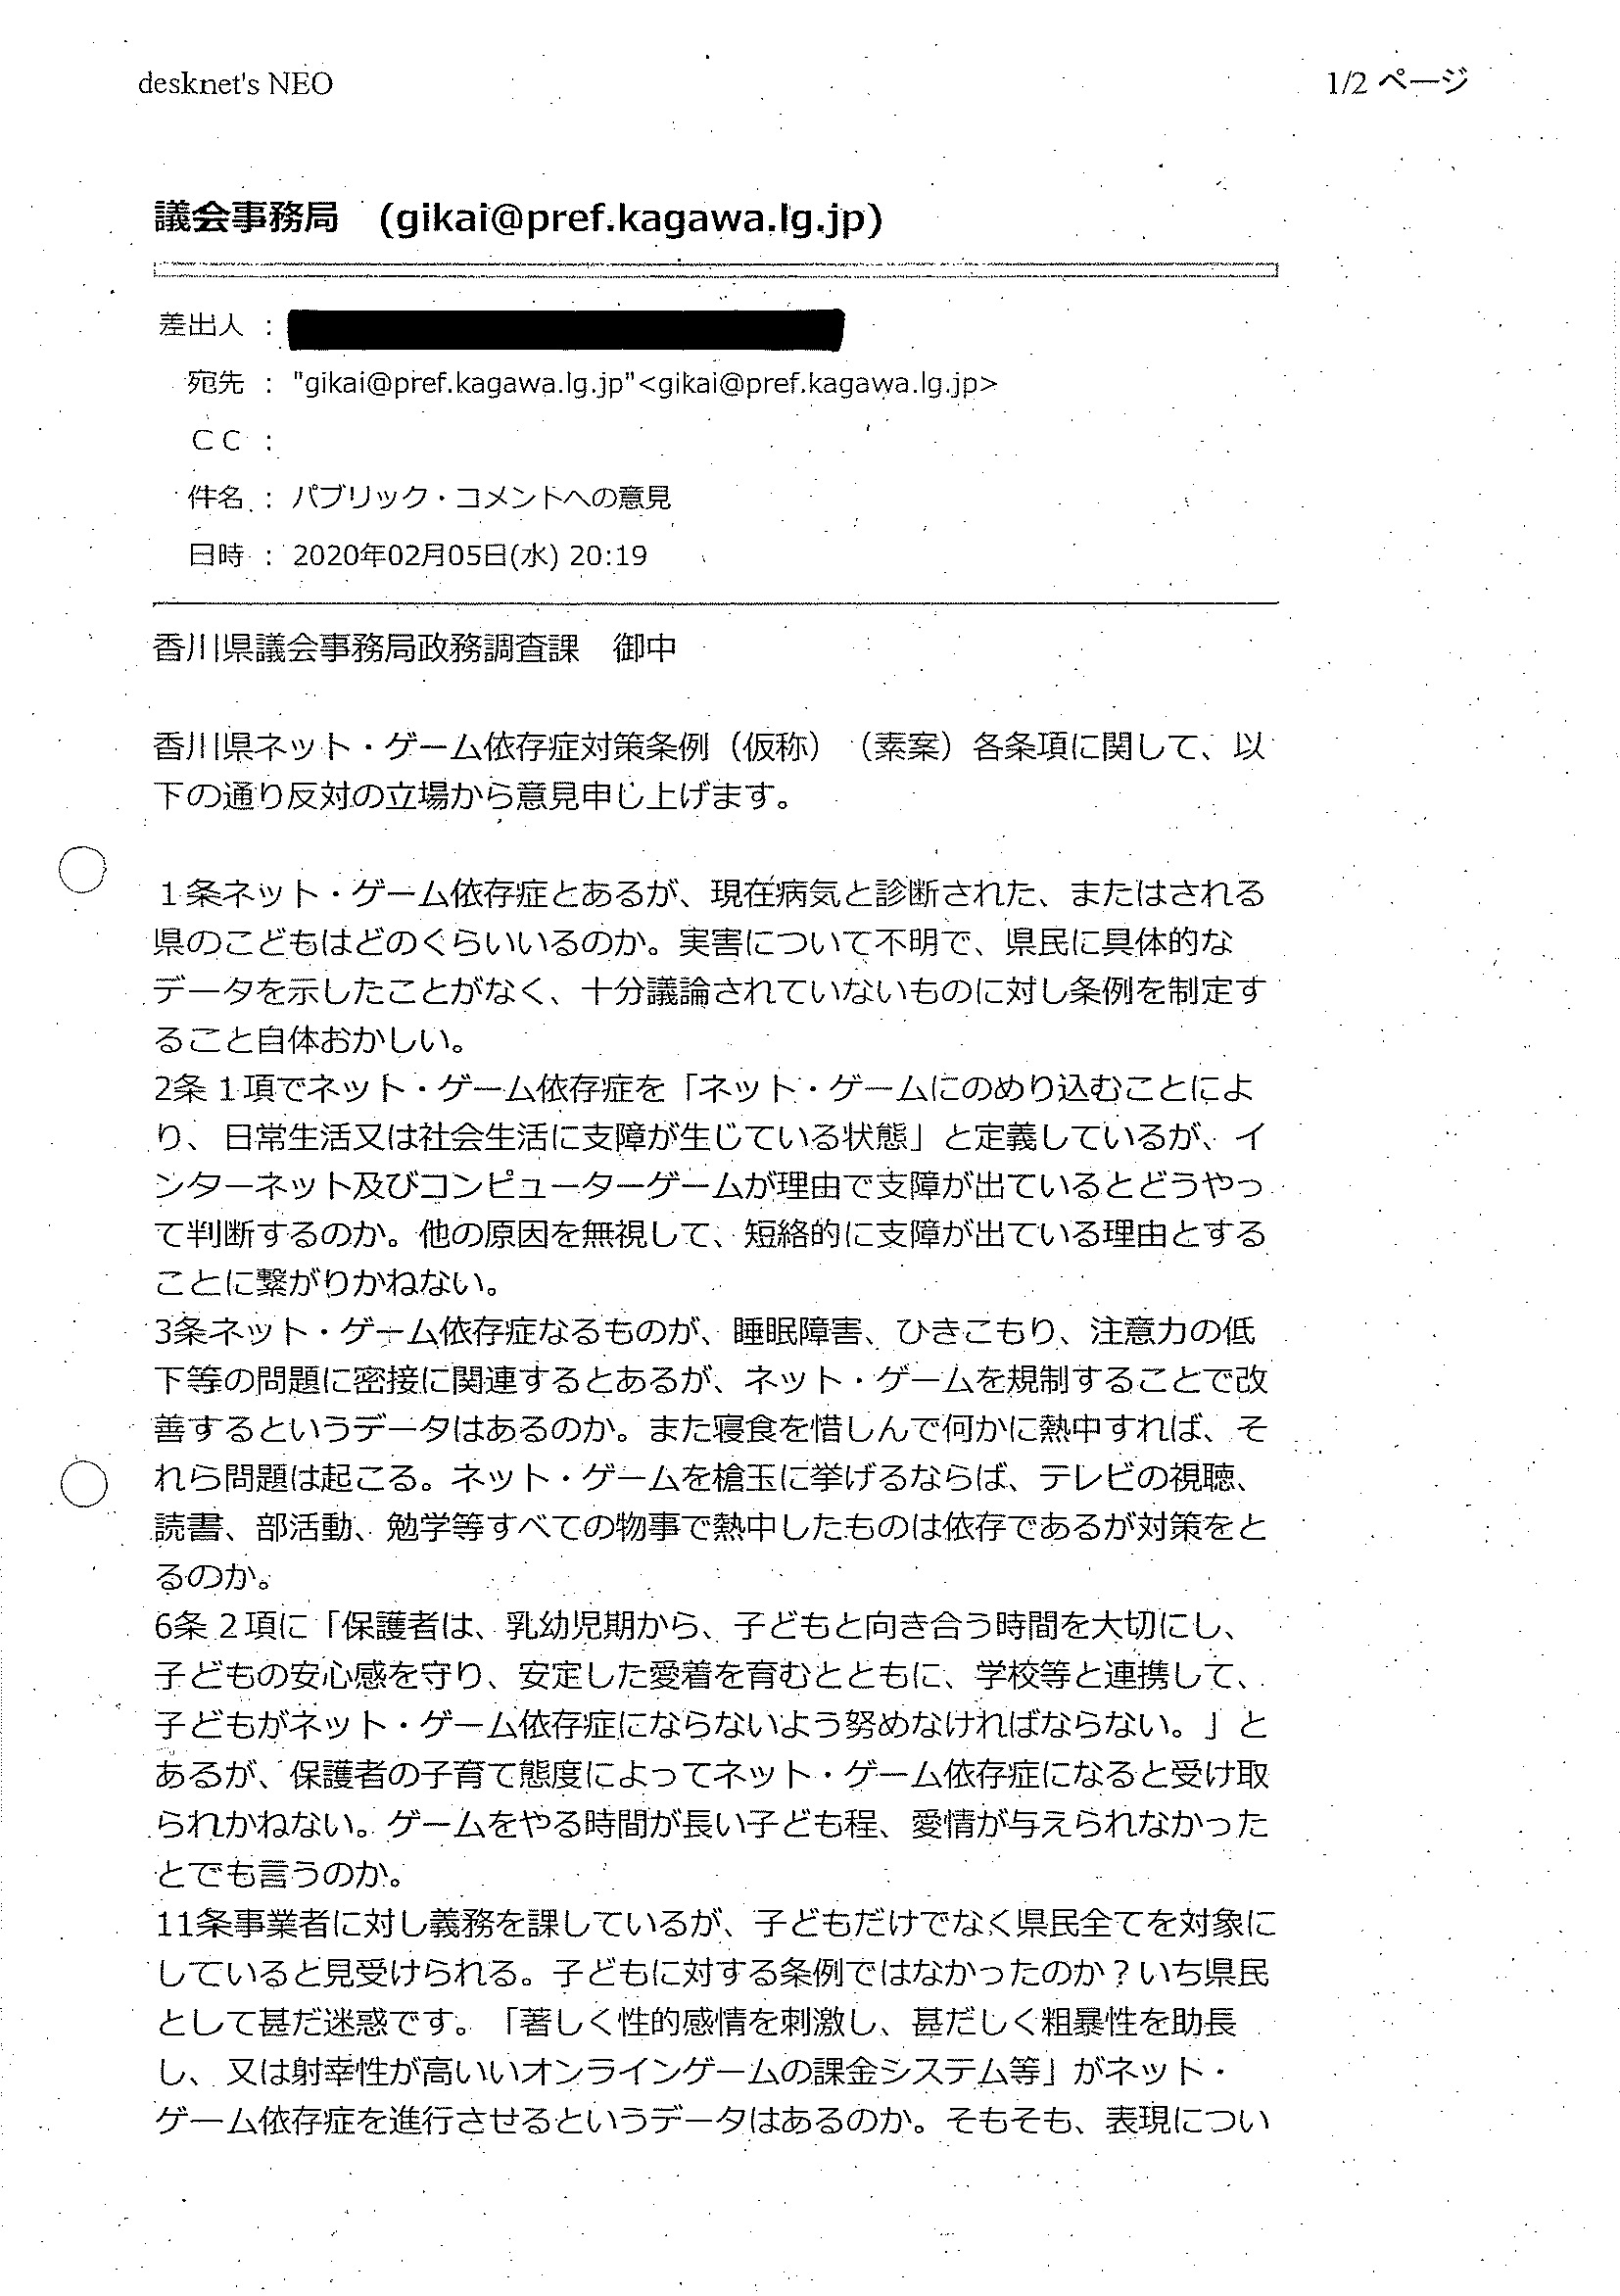 desknet's NEO
1/2 ページ
議会事務局　(gikai@pref.kagawa.lg.jp)
差出人 ：
宛先 ： "gikai@pref.kagawa.lg.jp"<gikai@pref.kagawa.lg.jp>
ＣＣ ：
件名 ： パブリック・コメントへの意見
日時 ： 2020年02月05日(水) 20:19
香川県議会事務局政務調査課　御中
香川県ネット・ゲーム依存症対策条例（仮称）（素案）各条項に関して、以
下の通り反対の立場から意見申し上げます。
１条ネット・ゲーム依存症とあるが、現在病気と診断された、またはされる
県のこどもはどのくらいいるのか。実害について不明で、県民に具体的な
データを示したことがなく、十分議論されていないものに対し条例を制定す
ること自体おかしい。
2条１項でネット・ゲーム依存症を「ネット・ゲームにのめり込むことによ
り、日常生活又は社会生活に支障が生じている状態」と定義しているが、イ
ンターネット及びコンピューターゲームが理由で支障が出ているとどうやっ
て判断するのか。他の原因を無視して、短絡的に支障が出ている理由とする
ことに繋がりかねない。
3条ネット・ゲーム依存症なるものが、睡眠障害、ひきこもり、注意力の低
下等の問題に密接に関連するとあるが、ネット・ゲームを規制することで改
善するというデータはあるのか。また寝食を惜しんで何かに熱中すれば、そ
れら問題は起こる。ネット・ゲームを槍玉に挙げるならば、テレビの視聴、
読書、部活動、勉学等すべての物事で熱中したものは依存であるが対策をと
るのか。
6条２項に「保護者は、乳幼児期から、子どもと向き合う時間を大切にし、
子どもの安心感を守り、安定した愛着を育むとともに、学校等と連携して、
子どもがネット・ゲーム依存症にならないよう努めなければならない。」と
あるが、保護者の子育て態度によってネット・ゲーム依存症になると受け取
られかねない。ゲームをやる時間が長い子ども程、愛情が与えられなかった
とでも言うのか。
11条事業者に対し義務を課しているが、子どもだけでなく県民全てを対象に
していると見受けられる。子どもに対する条例ではなかったのか？いち県民
として甚だ迷惑です。「著しく性的感情を刺激し、甚だしく粗暴性を助長
し、又は射幸性が高いいオンラインゲームの課金システム等」がネット・
ゲーム依存症を進行させるというデータはあるのか。そもそも、表現につい